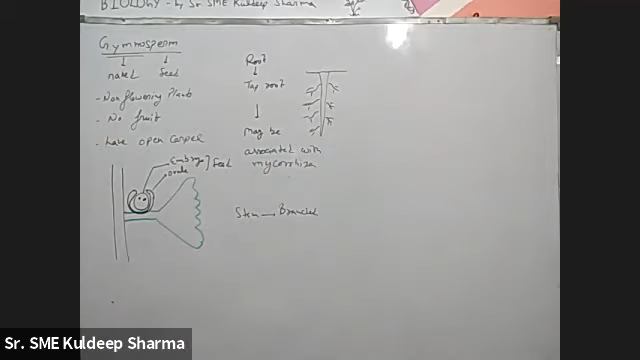 BIOLOGY - by Sr. SME Kuldeep Sharma
Gymnosperm
naked seed
- Non flowering Plants
- No fruit
- have open carpel
Embryo
ovule
seed
Root
Tap root
May be
associated with
mycorrhiza
Stem — Branched
Sr. SME Kuldeep Sharma